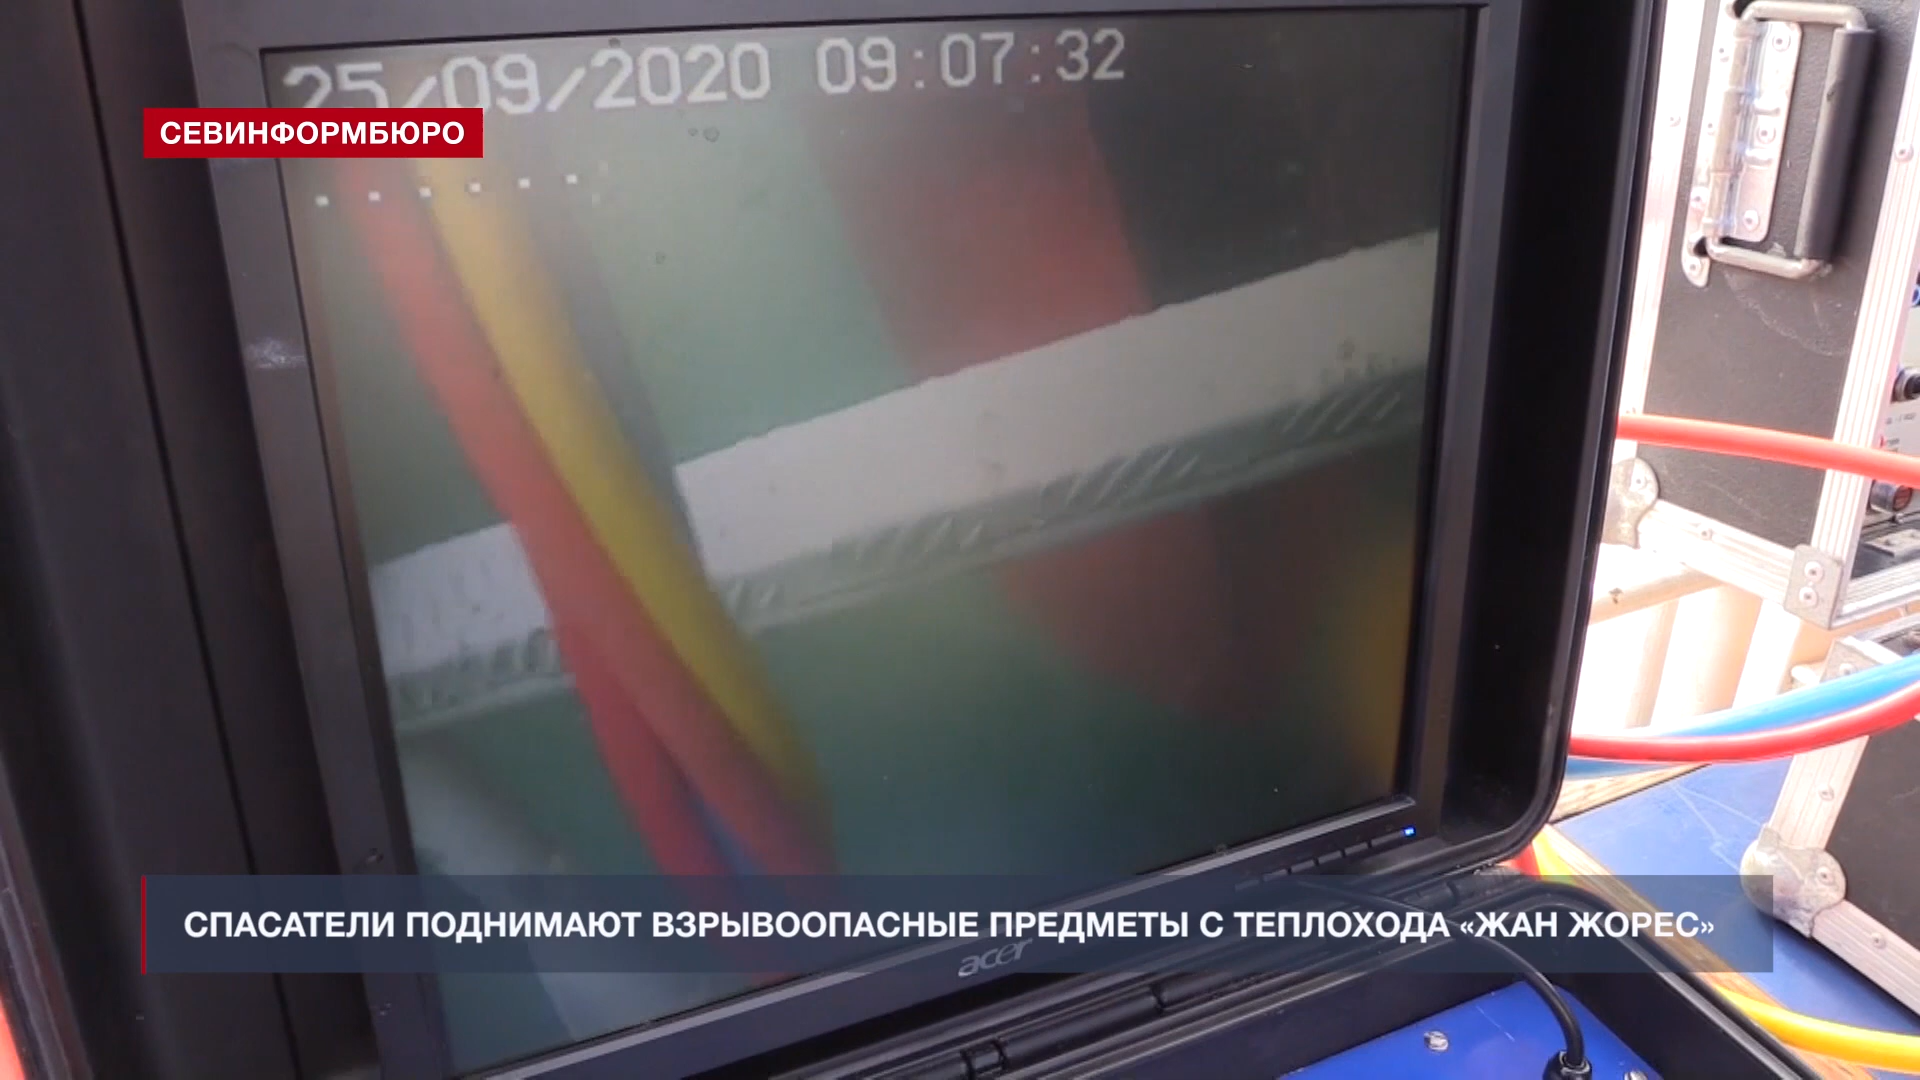 25/09/2020 09:07:32
СЕВИНФОРМБЮРО
СПАСАТЕЛИ ПОДНИМАЮТ ВЗРЫВООПАСНЫЕ ПРЕДМЕТЫ С ТЕПЛОХОДА «ЖАН ЖОРЕС»
acer